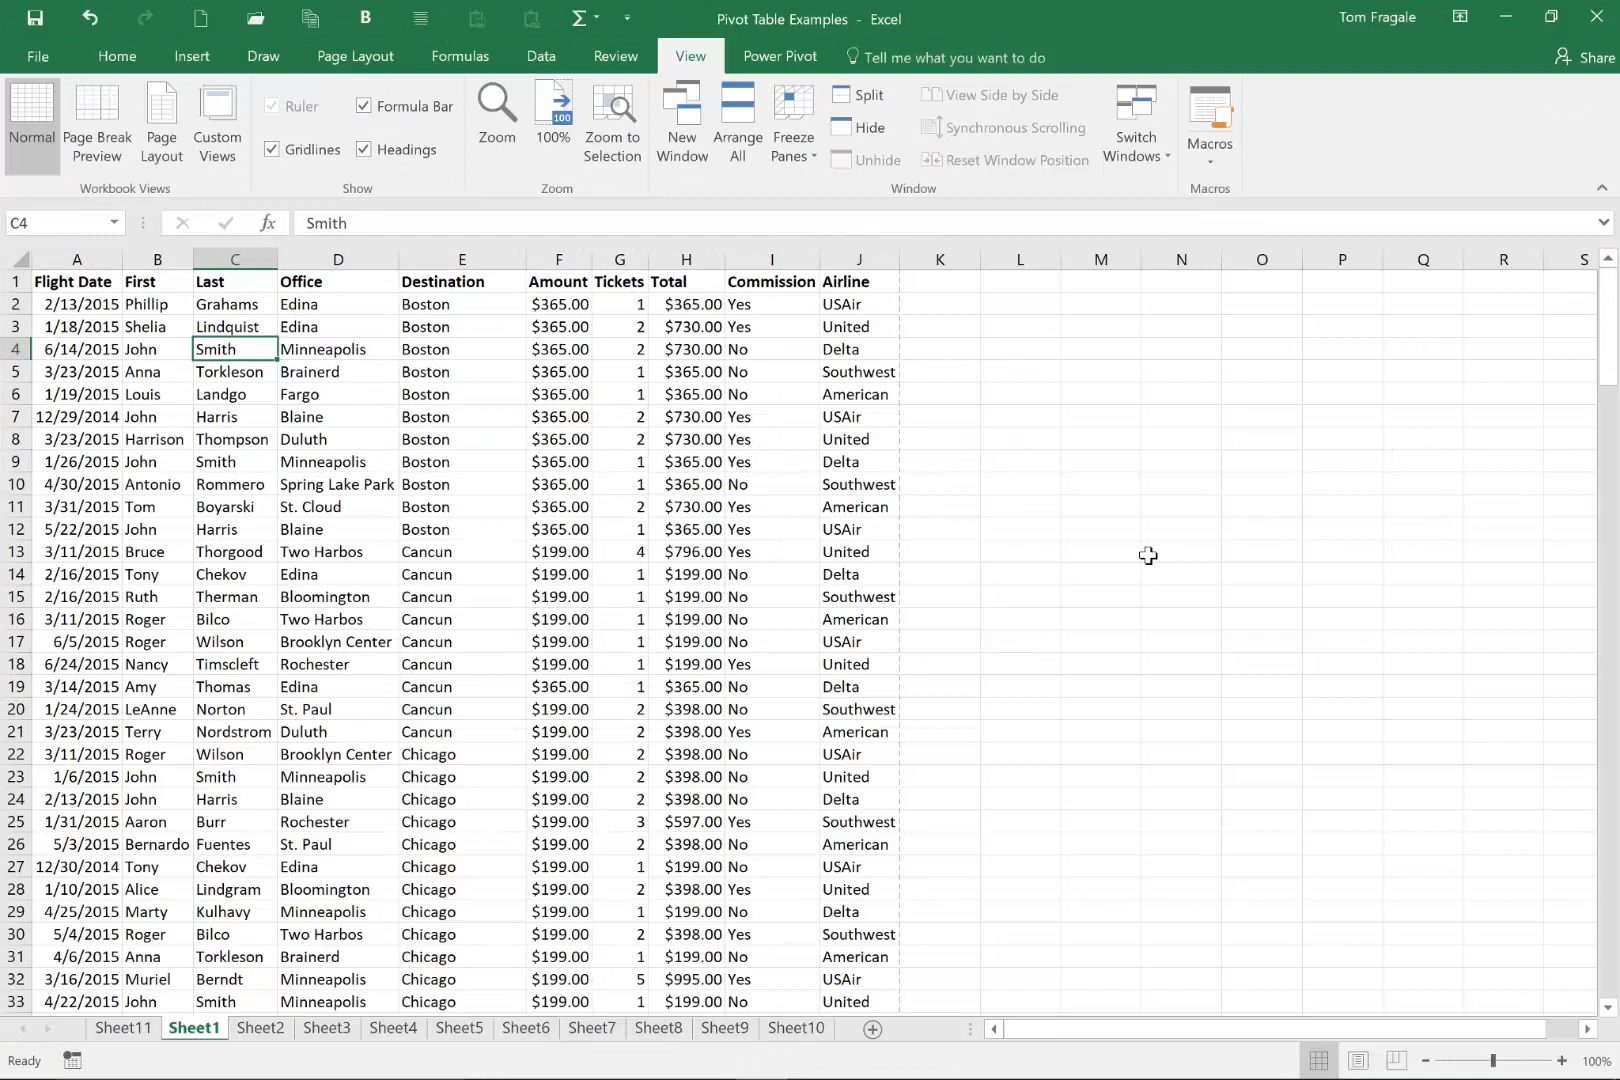 B Σ Pivot Table Examples - Excel Tom Fragale
File Home Insert Draw Page Layout Formulas Data Review View Power Pivot Tell me what you want to do Share
Normal
Page Break Preview
Page Layout
Custom Views
Workbook Views
Ruler
Formula Bar
Gridlines
Headings
Show
Zoom
100
100%
Zoom to Selection
Zoom
New Window
Arrange All
Freeze Panes
Split
Hide
Unhide
View Side by Side
Synchronous Scrolling
Reset Window Position
Switch Windows
Window
Macros
Macros
C4 fx Smith
A B C D E F G H I J K L M N O P Q R S
1 Flight Date First Last Office Destination Amount Tickets Total Commission Airline
2 2/13/2015 Phillip Grahams Edina Boston $365.00 1 $365.00 Yes USAir
3 1/18/2015 Shelia Lindquist Edina Boston $365.00 2 $730.00 Yes United
4 6/14/2015 John Smith Minneapolis Boston $365.00 2 $730.00 No Delta
5 3/23/2015 Anna Torkleson Brainerd Boston $365.00 1 $365.00 No Southwest
6 1/19/2015 Louis Landgo Fargo Boston $365.00 1 $365.00 No American
7 12/29/2014 John Harris Blaine Boston $365.00 2 $730.00 Yes USAir
8 3/23/2015 Harrison Thompson Duluth Boston $365.00 2 $730.00 Yes United
9 1/26/2015 John Smith Minneapolis Boston $365.00 1 $365.00 Yes Delta
10 4/30/2015 Antonio Rommero Spring Lake Park Boston $365.00 1 $365.00 No Southwest
11 3/31/2015 Tom Boyarski St. Cloud Boston $365.00 2 $730.00 Yes American
12 5/22/2015 John Harris Blaine Boston $365.00 1 $365.00 Yes USAir
13 3/11/2015 Bruce Thorgood Two Harbos Cancun $199.00 4 $796.00 Yes United
14 2/16/2015 Tony Chekov Edina Cancun $199.00 1 $199.00 No Delta
15 2/16/2015 Ruth Therman Bloomington Cancun $199.00 1 $199.00 No Southwest
16 3/11/2015 Roger Bilco Two Harbos Cancun $199.00 1 $199.00 No American
17 6/5/2015 Roger Wilson Brooklyn Center Cancun $199.00 1 $199.00 No USAir
18 6/24/2015 Nancy Timscleft Rochester Cancun $199.00 1 $199.00 Yes United
19 3/14/2015 Amy Thomas Edina Cancun $365.00 1 $365.00 No Delta
20 1/24/2015 LeAnne Norton St. Paul Cancun $199.00 2 $398.00 No Southwest
21 3/23/2015 Terry Nordstrom Duluth Cancun $199.00 2 $398.00 Yes American
22 3/11/2015 Roger Wilson Brooklyn Center Chicago $199.00 2 $398.00 No USAir
23 1/6/2015 John Smith Minneapolis Chicago $199.00 2 $398.00 No United
24 2/13/2015 John Harris Blaine Chicago $199.00 2 $398.00 No Delta
25 1/31/2015 Aaron Burr Rochester Chicago $199.00 3 $597.00 Yes Southwest
26 5/3/2015 Bernardo Fuentes St. Paul Chicago $199.00 2 $398.00 No American
27 12/30/2014 Tony Chekov Edina Chicago $199.00 1 $199.00 No USAir
28 1/10/2015 Alice Lindgram Bloomington Chicago $199.00 2 $398.00 Yes United
29 4/25/2015 Marty Kulhavy Minneapolis Chicago $199.00 1 $199.00 No Delta
30 5/4/2015 Roger Bilco Two Harbos Chicago $199.00 2 $398.00 Yes Southwest
31 4/6/2015 Anna Torkleson Brainerd Chicago $199.00 1 $199.00 No American
32 3/16/2015 Muriel Berndt Minneapolis Chicago $199.00 5 $995.00 Yes USAir
33 4/22/2015 John Smith Minneapolis Chicago $199.00 1 $199.00 No United
Sheet11 Sheet1 Sheet2 Sheet3 Sheet4 Sheet5 Sheet6 Sheet7 Sheet8 Sheet9 Sheet10
Ready 100%